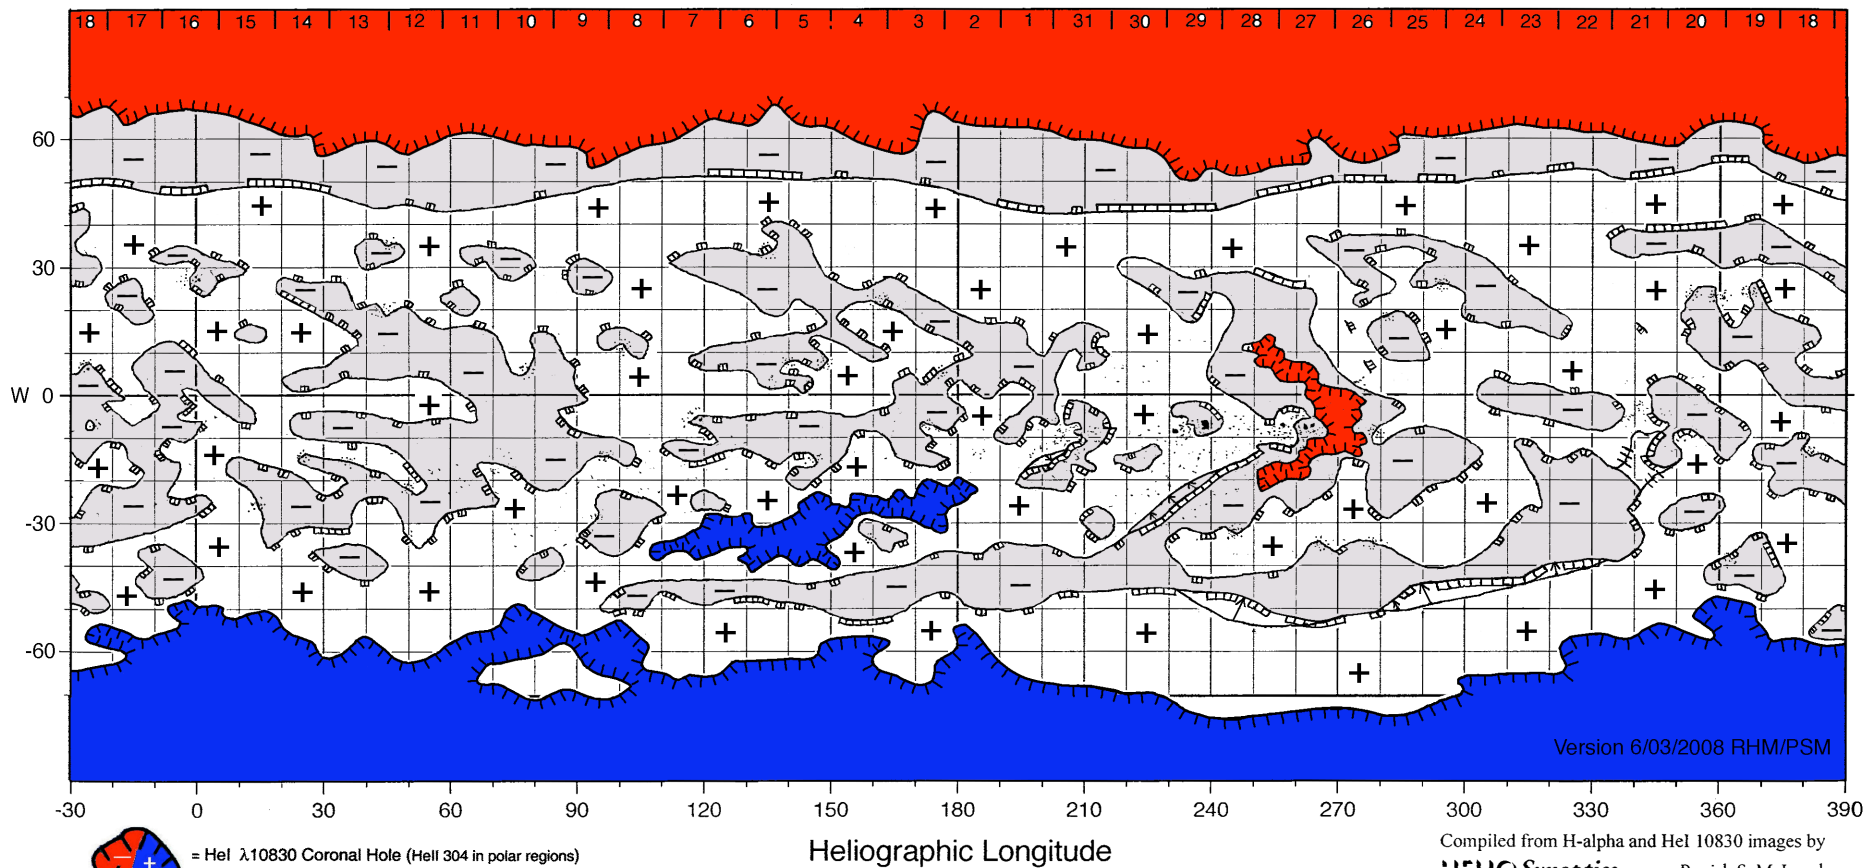 18 17 16 15 14 13 12 11 10 9 8 7 6 5 4 3 2 1 31 30 29 28 27 26 25 24 23 22 21 20 19 18
60
30
W 0
-30
-60
Version 6/03/2008 RHM/PSM
-30 0 30 60 90 120 150 180 210 240 270 300 330 360 390
Heliographic Longitude
= HeI λ10830 Coronal Hole (HeII 304 in polar regions)
Compiled from H-alpha and HeI 10830 images by